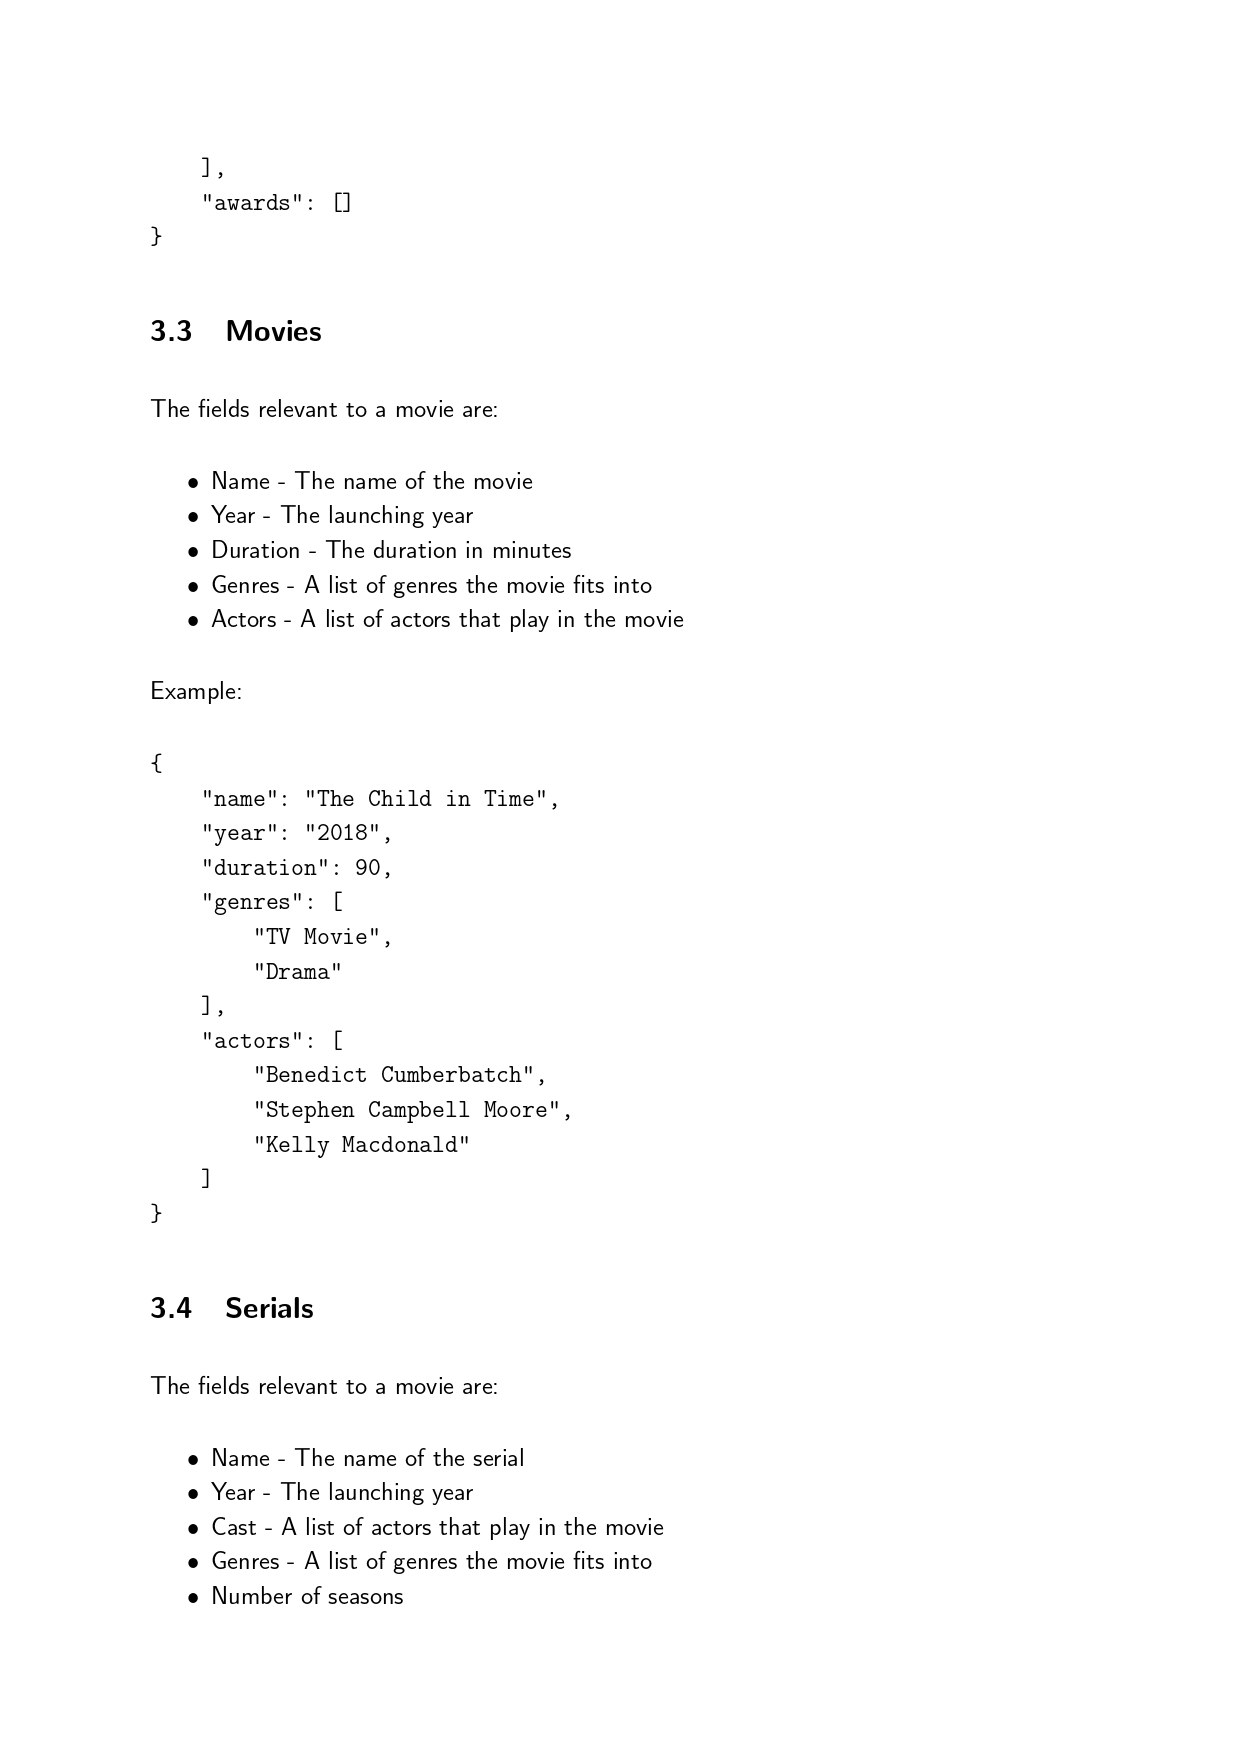 ],
"awards": []
}
3.3 Movies
The fields relevant to a movie are:
• Name - The name of the movie
• Year - The launching year
• Duration - The duration in minutes
• Genres - A list of genres the movie fits into
• Actors - A list of actors that play in the movie
Example:
{
"name": "The Child in Time",
"year": "2018",
"duration": 90,
"genres": [
"TV Movie",
"Drama"
],
"actors": [
"Benedict Cumberbatch",
"Stephen Campbell Moore",
"Kelly Macdonald"
]
}
3.4 Serials
The fields relevant to a movie are:
• Name - The name of the serial
• Year - The launching year
• Cast - A list of actors that play in the movie
• Genres - A list of genres the movie fits into
• Number of seasons